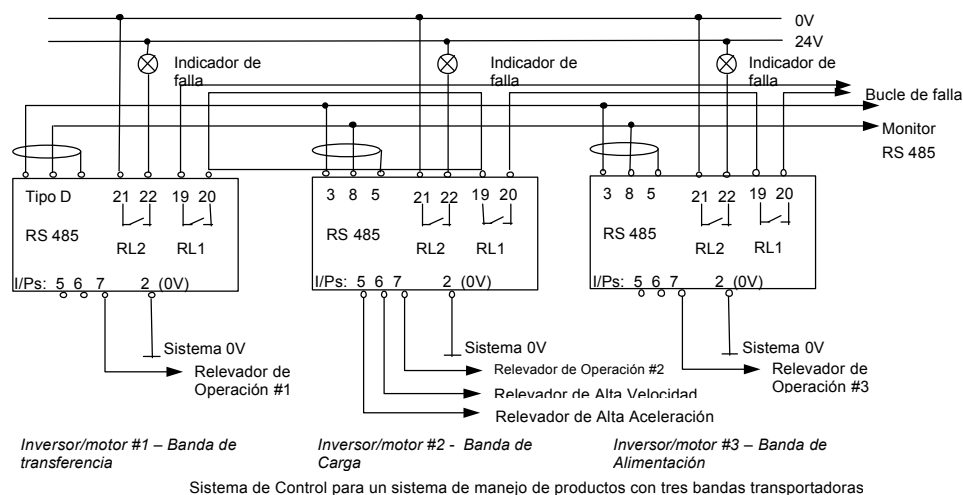 0V
24V
Indicador de
falla
Indicador de
falla
Indicador de
falla
Bucle de falla
Monitor
RS 485
Tipo D
21 22 19 20
RS 485
RL2 RL1
I/Ps: 5 6 7 2 (0V)
Sistema 0V
Relevador de
Operación #1
3 8 5 21 22 19 20
RS 485
RL2 RL1
I/Ps: 5 6 7 2 (0V)
Sistema 0V
Relevador de Operación #2
Relevador de Alta Velocidad
Relevador de Alta Aceleración
3 8 5 21 22 19 20
RS 485
RL2 RL1
I/Ps: 5 6 7 2 (0V)
Sistema 0V
Relevador de
Operación #3
Inversor/motor #1 – Banda de
transferencia
Inversor/motor #2 - Banda de
Carga
Inversor/motor #3 – Banda de
Alimentación
Sistema de Control para un sistema de manejo de productos con tres bandas transportadoras